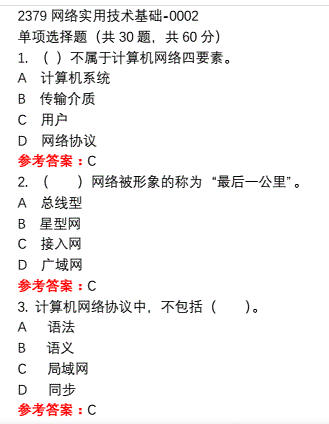 2379 网络实用技术基础-0002
单项选择题（共 30 题，共 60 分）
1. （ ）不属于计算机网络四要素。
A 计算机系统
B 传输介质
C 用户
D 网络协议
参考答案：C
2. （ ）网络被形象的称为 “最后一公里”。
A 总线型
B 星型网
C 接入网
D 广域网
参考答案：C
3. 计算机网络协议中，不包括（ ）。
A 语法
B 语义
C 局域网
D 同步
参考答案：C